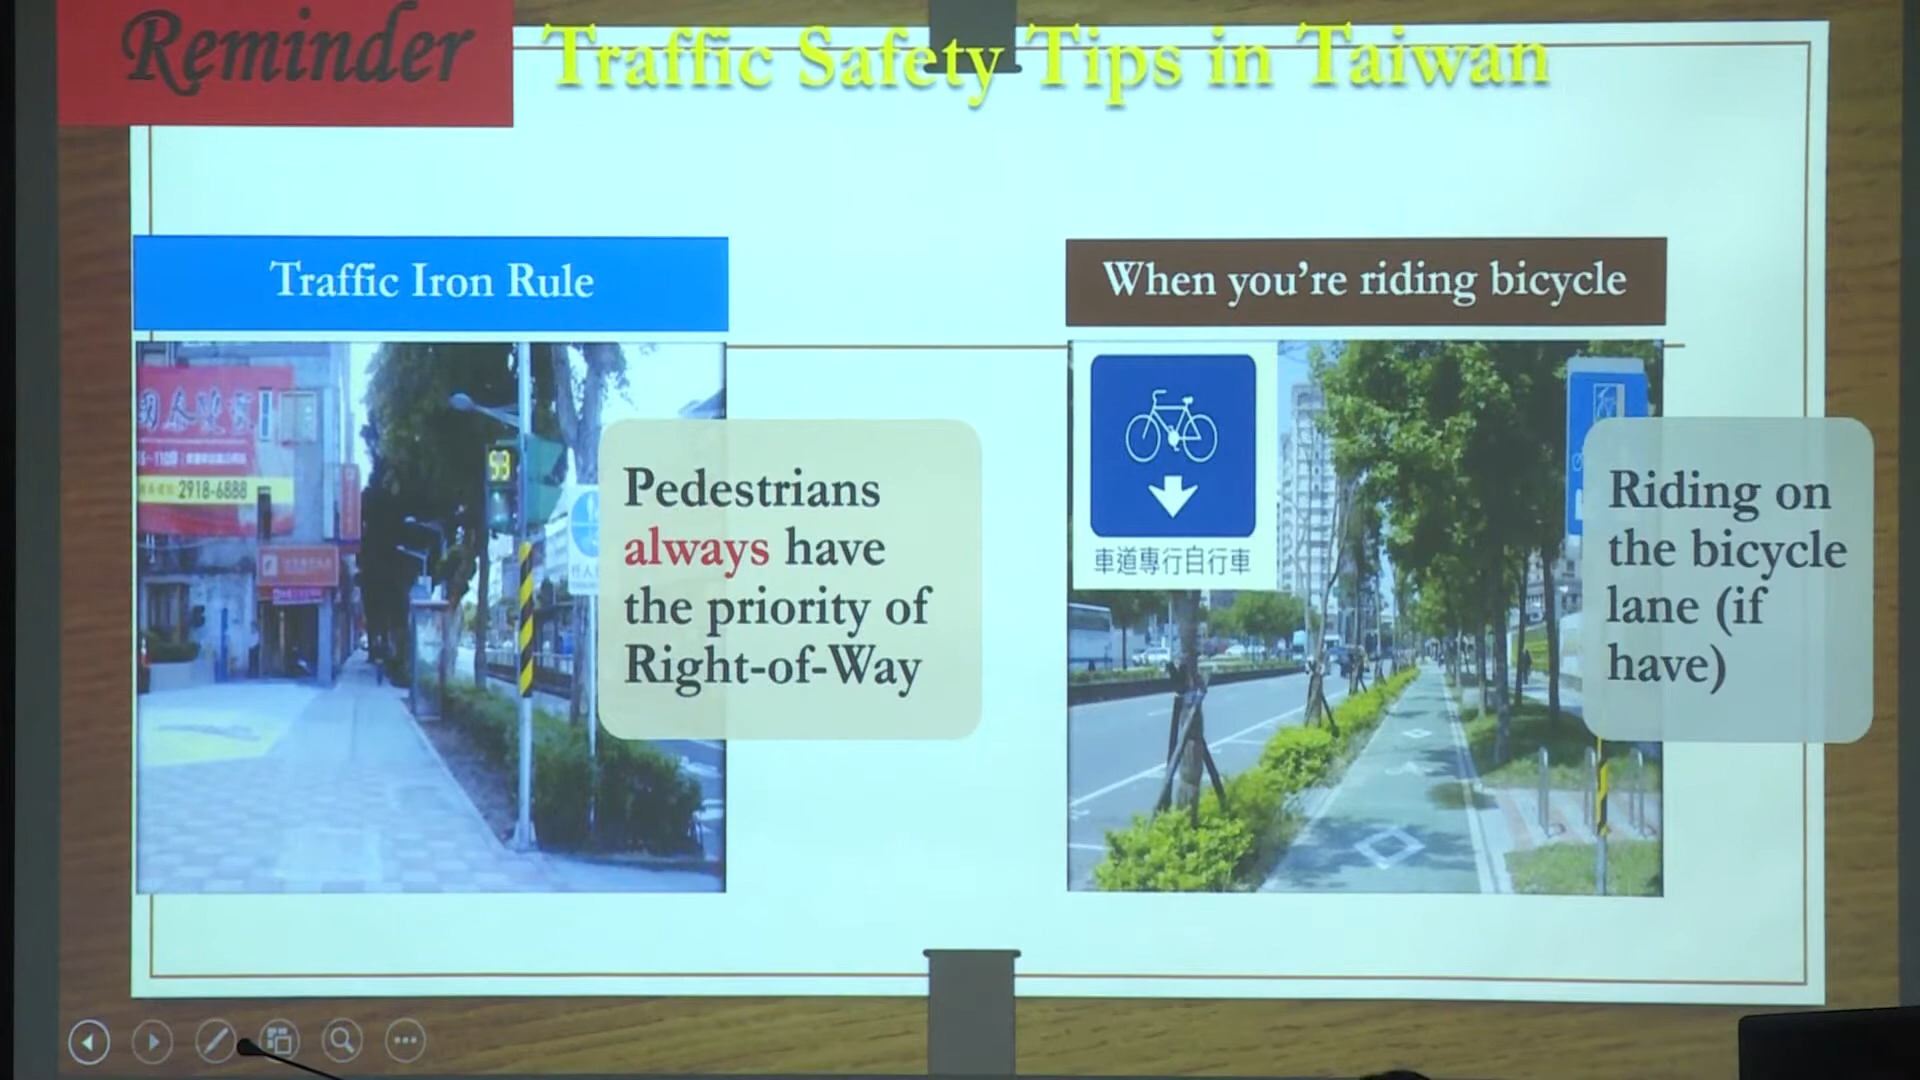 Reminder
Traffic Safety Tips in Taiwan
Traffic Iron Rule
2918-6888
53
Pedestrians
always have
the priority of
Right-of-Way
When you're riding bicycle
車道專行自行車
Riding on
the bicycle
lane (if
have)